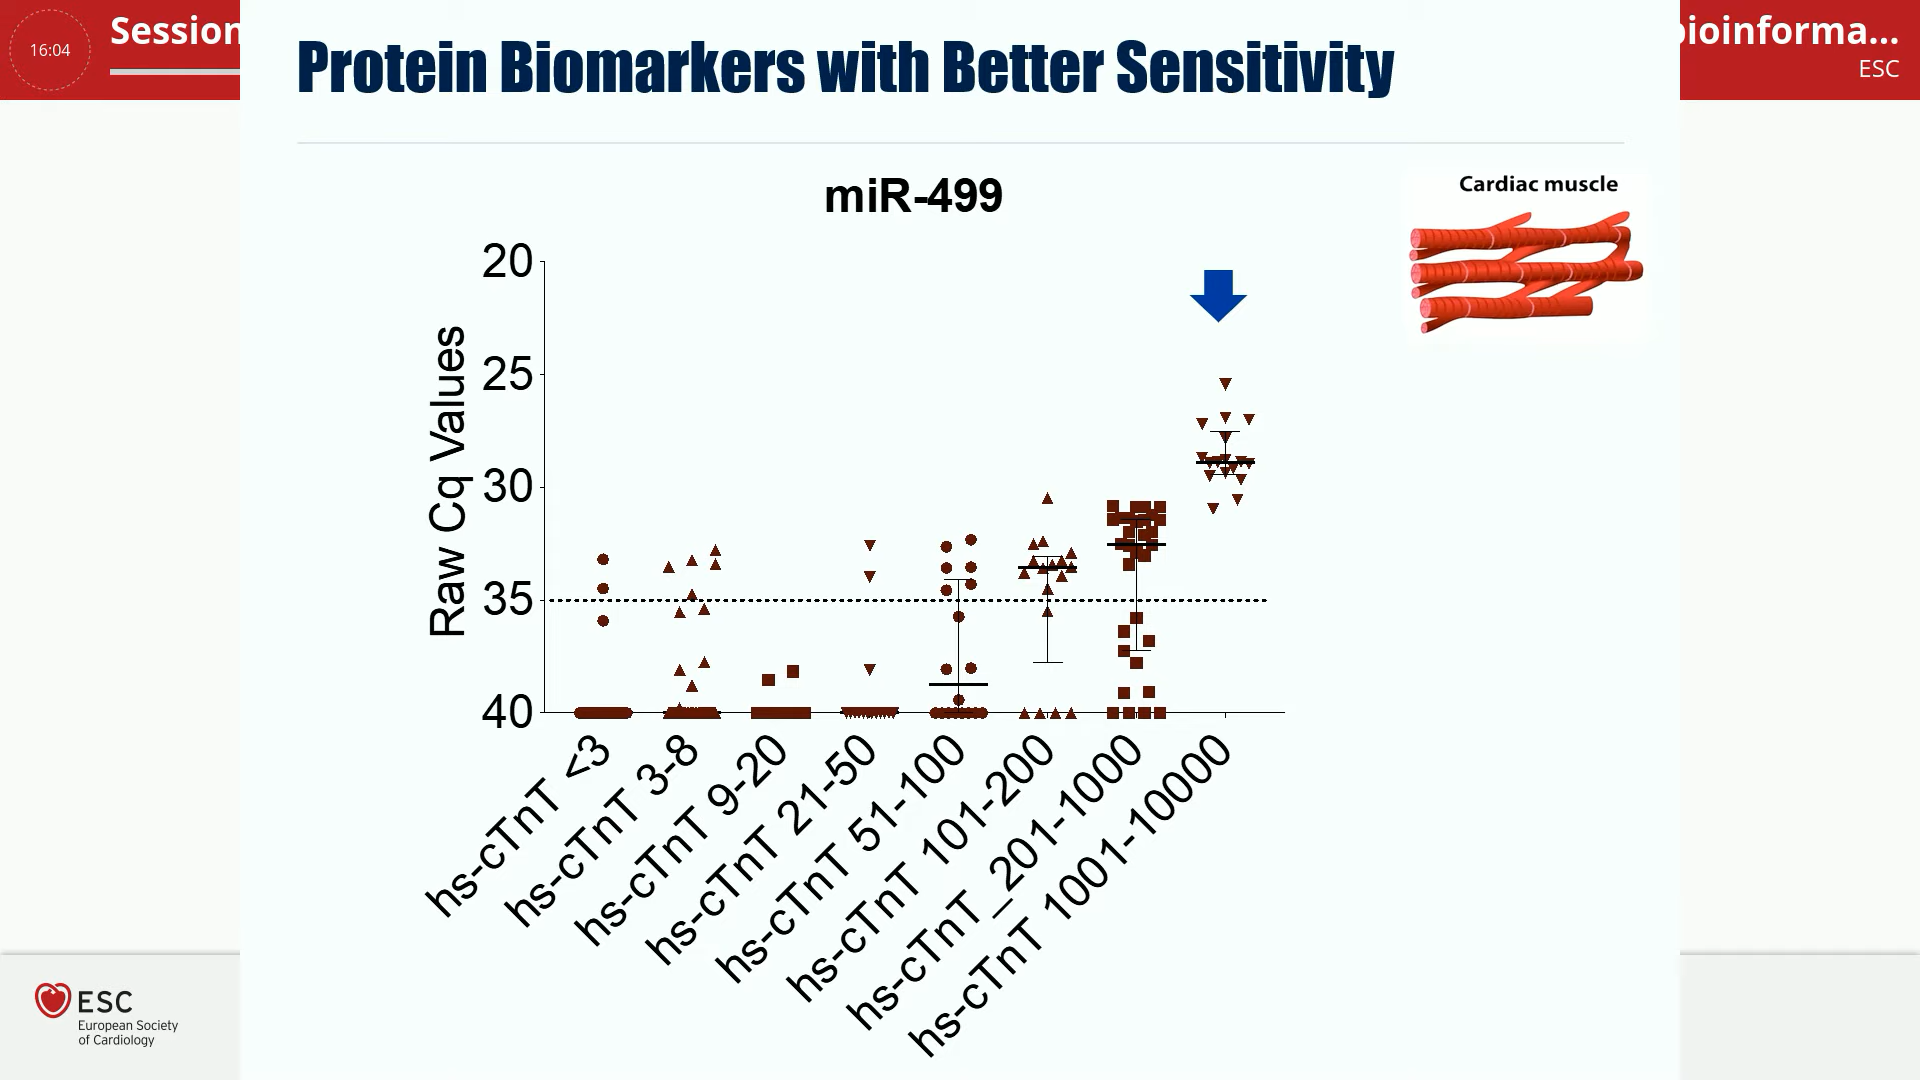 16:04
Session
bioinforma...
ESC
Protein Biomarkers with Better Sensitivity
miR-499
Cardiac muscle
Raw Cq Values
20
25
30
35
40
hs-cTnT <3
hs-cTnT 3-8
hs-cTnT 9-20
hs-cTnT 21-50
hs-cTnT 51-100
hs-cTnT 101-200
hs-cTnT_201-1000
hs-cTnT 1001-10000
ESC
European Society
of Cardiology